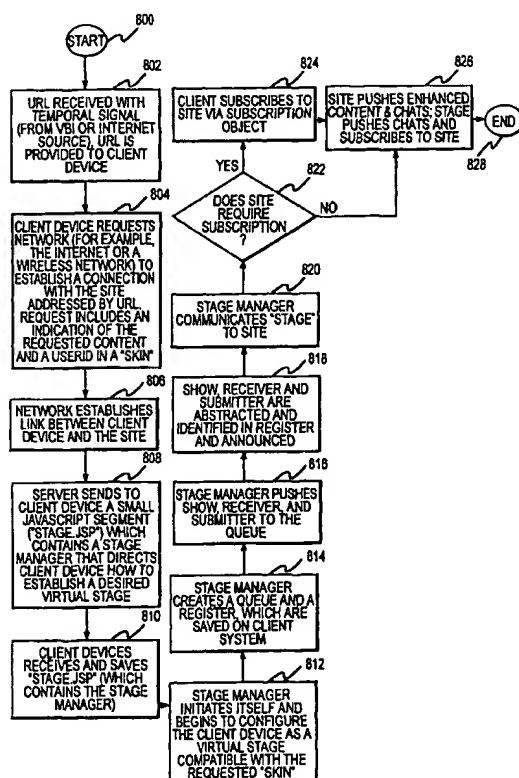 START
800
802
URL RECEIVED WITH
TEMPORAL SIGNAL
(FROM VBI OR INTERNET
SOURCE), URL IS
PROVIDED TO CLIENT
DEVICE
804
CLIENT DEVICE REQUESTS
NETWORK (FOR EXAMPLE,
THE INTERNET OR A
WIRELESS NETWORK) TO
ESTABLISH A CONNECTION
WITH THE SITE
ADDRESSED BY URL,
REQUEST INCLUDES AN
INDICATION OF THE
REQUESTED CONTENT
AND A USERID IN A "SKIN"
806
NETWORK ESTABLISHES
LINK BETWEEN CLIENT
DEVICE AND THE SITE
808
SERVER SENDS TO
CLIENT DEVICE A SMALL
JAVASCRIPT SEGMENT
("STAGE.JSP") WHICH
CONTAINS A STAGE
MANAGER THAT DIRECTS
CLIENT DEVICE HOW TO
ESTABLISH A DESIRED
VIRTUAL STAGE
810
CLIENT DEVICES
RECEIVES AND SAVES
"STAGE.JSP" (WHICH
CONTAINS THE STAGE
MANAGER)
812
STAGE MANAGER
INITIATES ITSELF AND
BEGINS TO CONFIGURE
THE CLIENT DEVICE AS A
VIRTUAL STAGE
COMPATIBLE WITH THE
REQUESTED "SKIN"
814
STAGE MANAGER
CREATES A QUEUE AND A
REGISTER, WHICH ARE
SAVED ON CLIENT
SYSTEM
816
STAGE MANAGER PUSHES
SHOW, RECEIVER, AND
SUBMITTER TO THE
QUEUE
818
SHOW, RECEIVER AND
SUBMITTER ARE
ABSTRACTED AND
IDENTIFIED IN REGISTER
AND ANNOUNCED
820
STAGE MANAGER
COMMUNICATES "STAGE"
TO SITE
822
DOES SITE
REQUIRE
SUBSCRIPTION
?
YES
NO
824
CLIENT SUBSCRIBES TO
SITE VIA SUBSCRIPTION
OBJECT
826
SITE PUSHES ENHANCED
CONTENT & CHATS; STAGE
PUSHES CHATS AND
SUBSCRIBES TO SITE
END
828